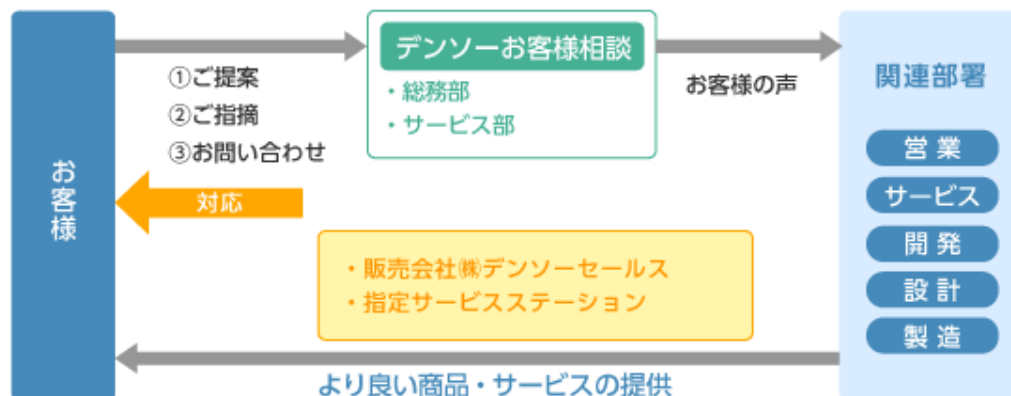 お客様
①ご提案
②ご指摘
③お問い合わせ
対応
デンソーお客様相談
・総務部
・サービス部
お客様の声
関連部署
営業
サービス
開発
設計
製造
・販売会社㈱デンソーセールス
・指定サービスステーション
より良い商品・サービスの提供